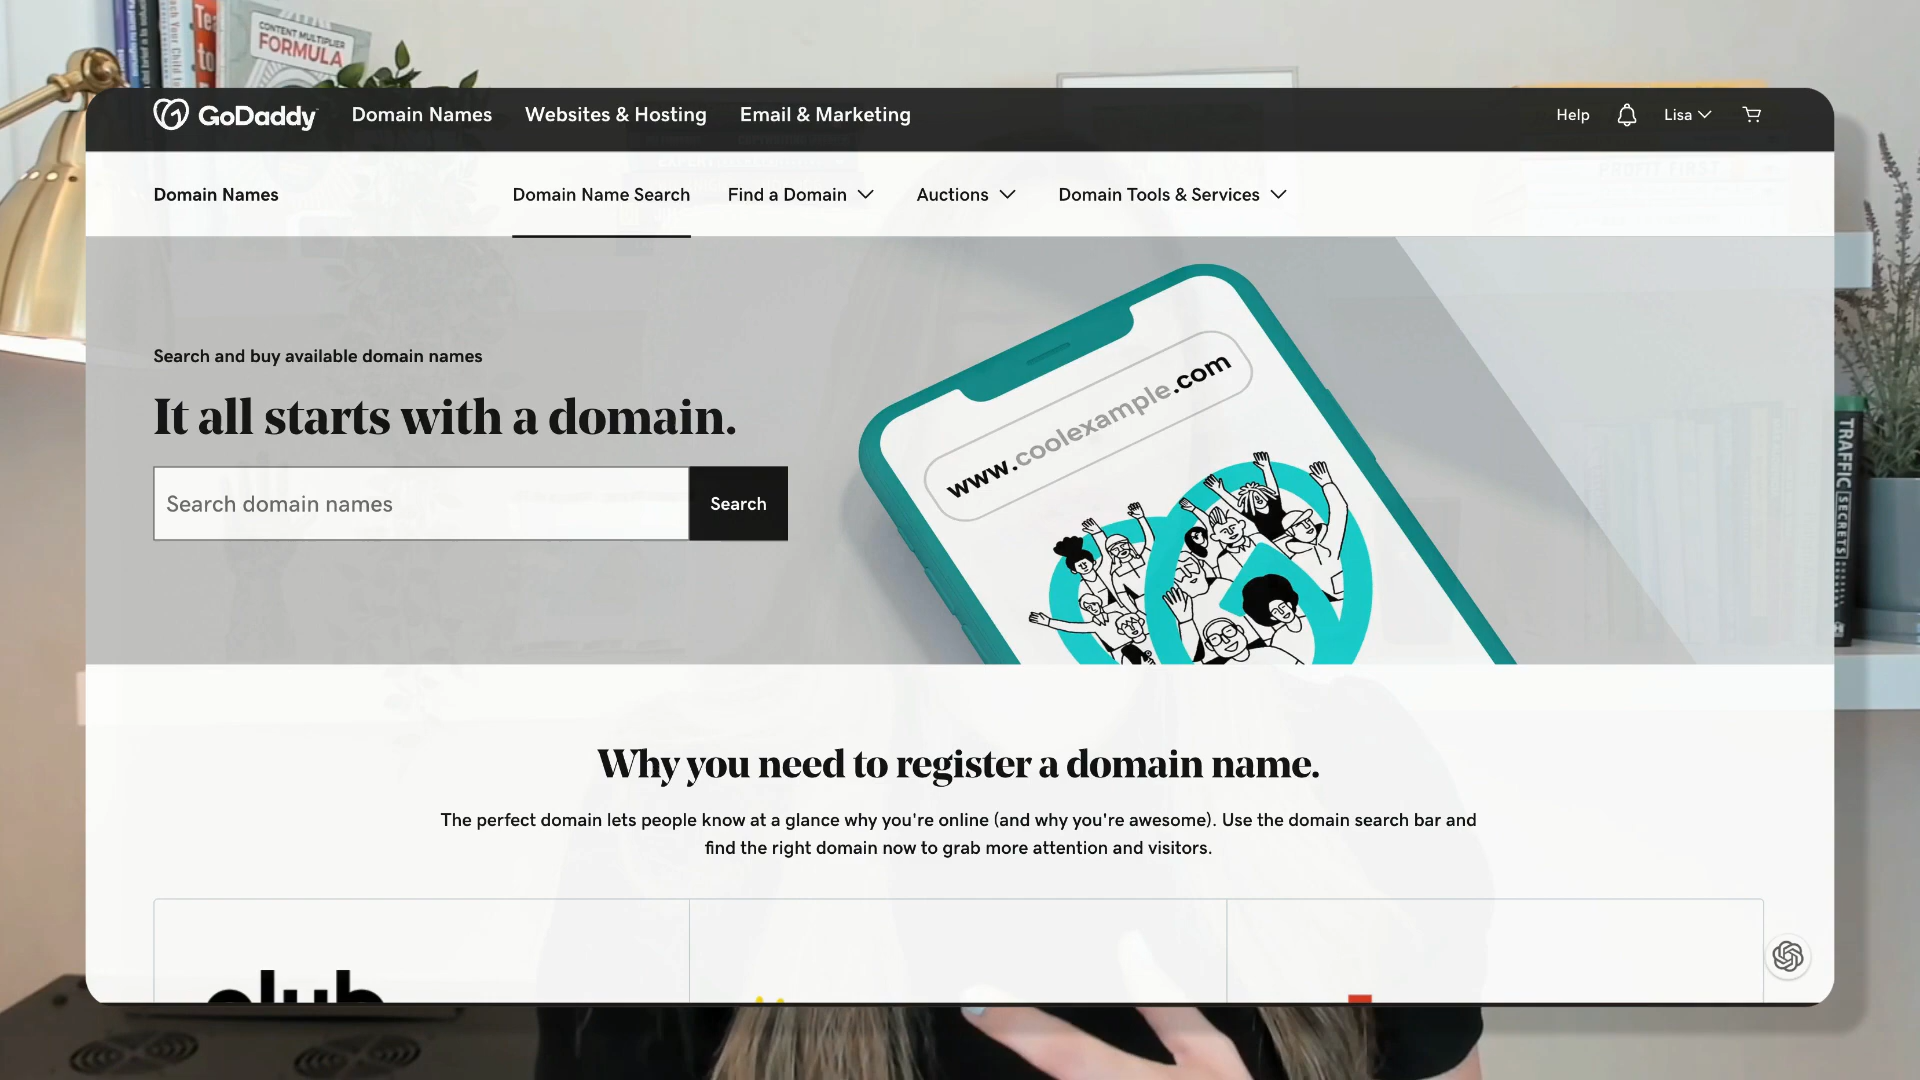 CONTENT MULTIPLIER
FORMULA
GoDaddy
Domain Names
Websites & Hosting
Email & Marketing
Help
Lisa
PROFIT FIRST
Domain Names
Domain Name Search
Find a Domain
Auctions
Domain Tools & Services
Search and buy available domain names
It all starts with a domain.
Search domain names
Search
www.coolexample.com
TRAFFIC SECRETS
Why you need to register a domain name.
The perfect domain lets people know at a glance why you're online (and why you're awesome). Use the domain search bar and
find the right domain now to grab more attention and visitors.